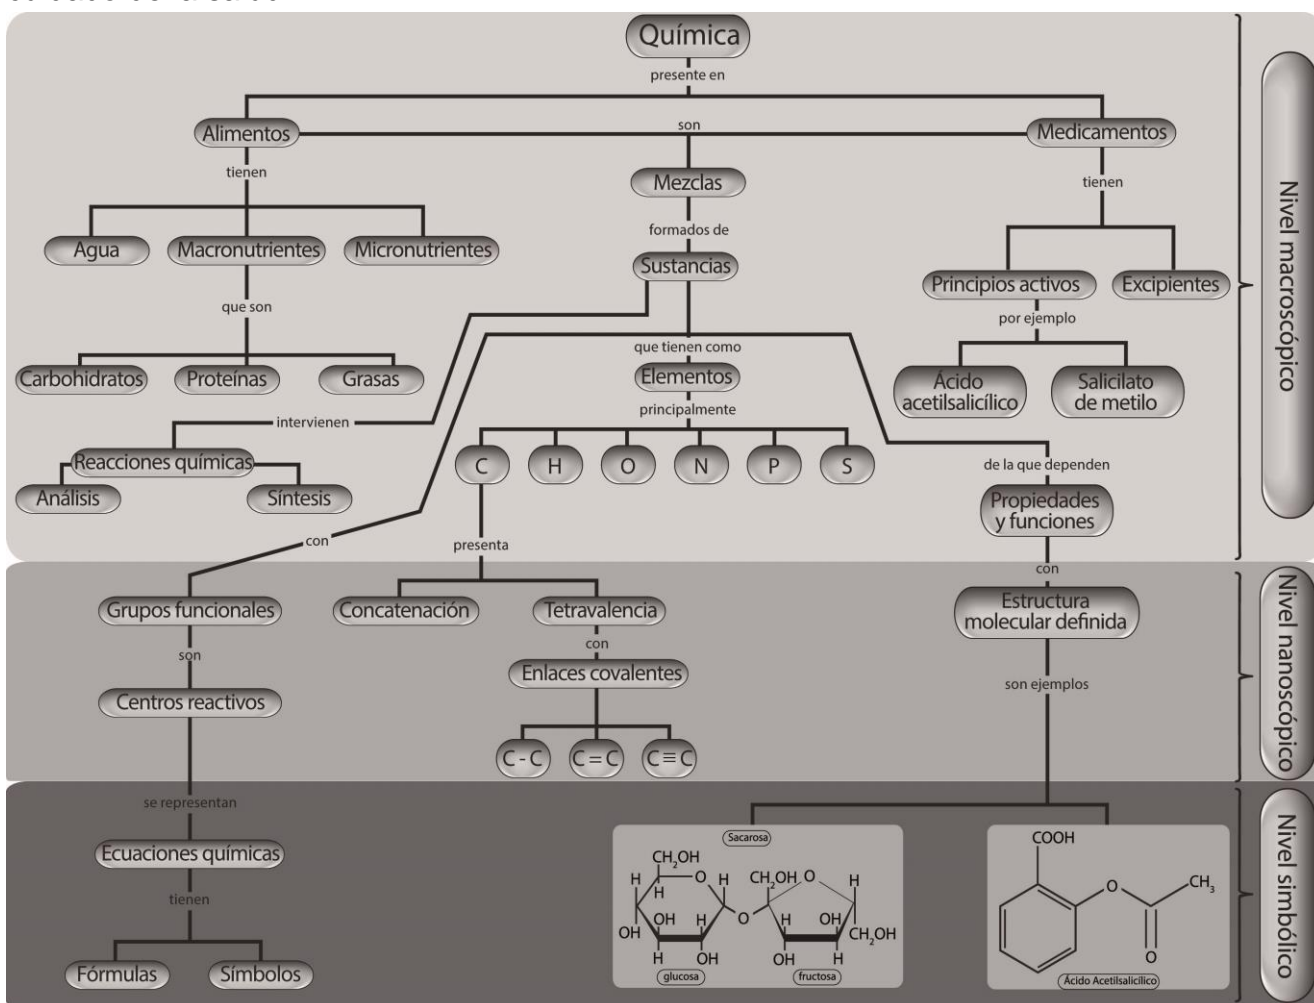 Química
presente en
Alimentos
son
Medicamentos
tienen
Mezclas
tienen
formados de
Agua
Macronutrientes
Micronutrientes
Sustancias
Principios activos
Excipientes
que son
por ejemplo
que tienen como
Carbohidratos
Proteínas
Grasas
Elementos
Ácido
acetilsalicílico
Salicilato
de metilo
principalmente
intervienen
Reacciones químicas
C
H
O
N
P
S
de la que dependen
Análisis
Síntesis
Propiedades
y funciones
con
presenta
con
Nivel macroscópico
Grupos funcionales
Concatenación
Tetravalencia
Estructura
molecular definida
son
con
Enlaces covalentes
son ejemplos
Centros reactivos
C - C
C = C
C ≡ C
Nivel nanoscópico
se representan
Ecuaciones químicas
tienen
Fórmulas
Símbolos
Sacarosa
CH₂OH
H
O
H
H
OH
H
OH
H
H
OH
O
CH₂OH
O
H
H
OH
CH₂OH
OH
H
glucosa
fructosa
COOH
O
CH₃
O
Ácido Acetilsalicílico
Nivel simbólico